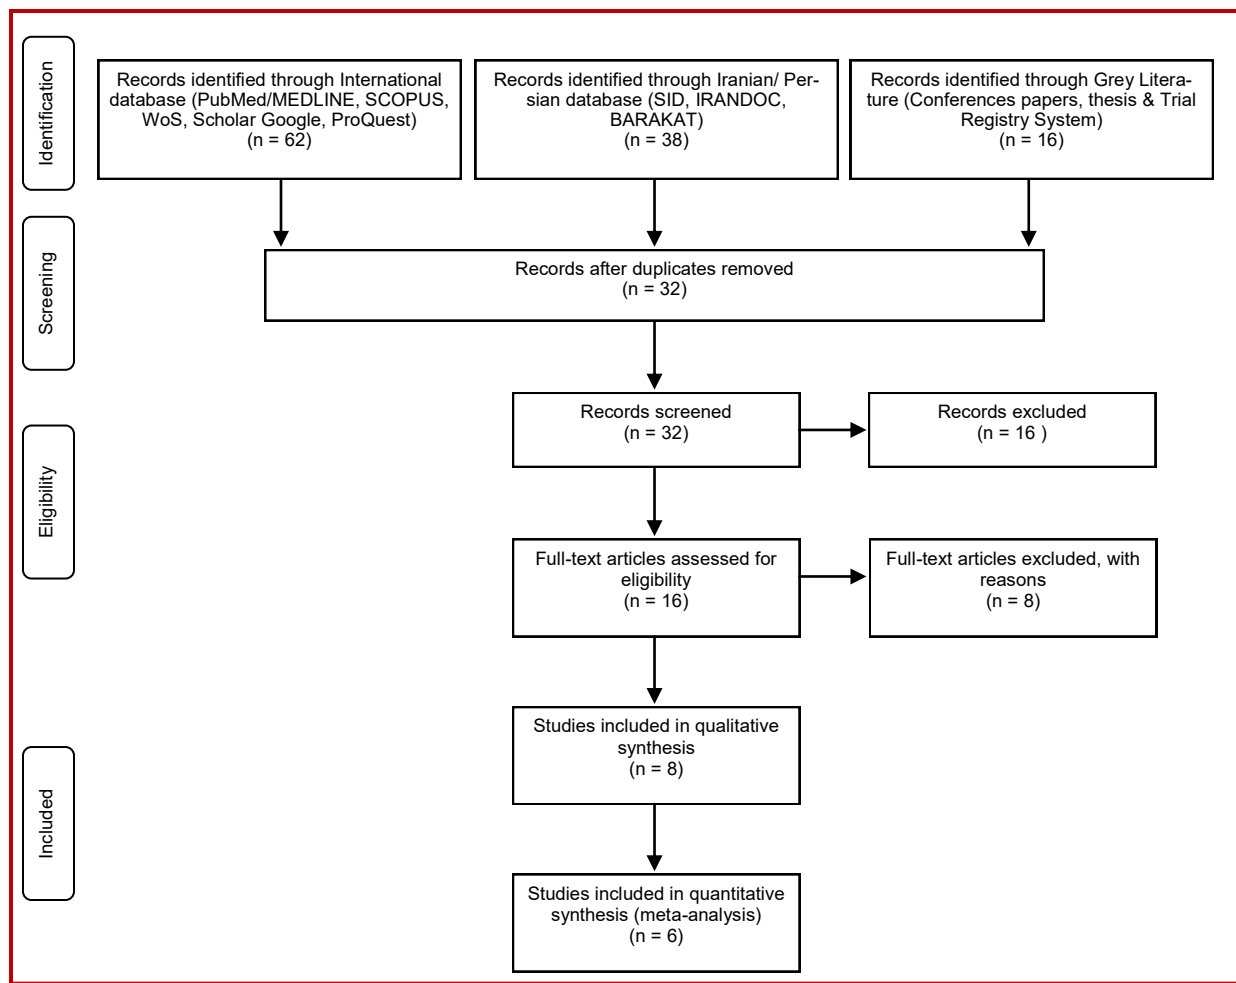 Identification
Records identified through International
database (PubMed/MEDLINE, SCOPUS,
WoS, Scholar Google, ProQuest)
(n = 62)
Records identified through Iranian/ Per-
sian database (SID, IRANDOC,
BARAKAT)
(n = 38)
Records identified through Grey Litera-
ture (Conferences papers, thesis & Trial
Registry System)
(n = 16)
Screening
Records after duplicates removed
(n = 32)
Records screened
(n = 32)
Records excluded
(n = 16 )
Eligibility
Full-text articles assessed for
eligibility
(n = 16)
Full-text articles excluded, with
reasons
(n = 8)
Included
Studies included in qualitative
synthesis
(n = 8)
Studies included in quantitative
synthesis (meta-analysis)
(n = 6)